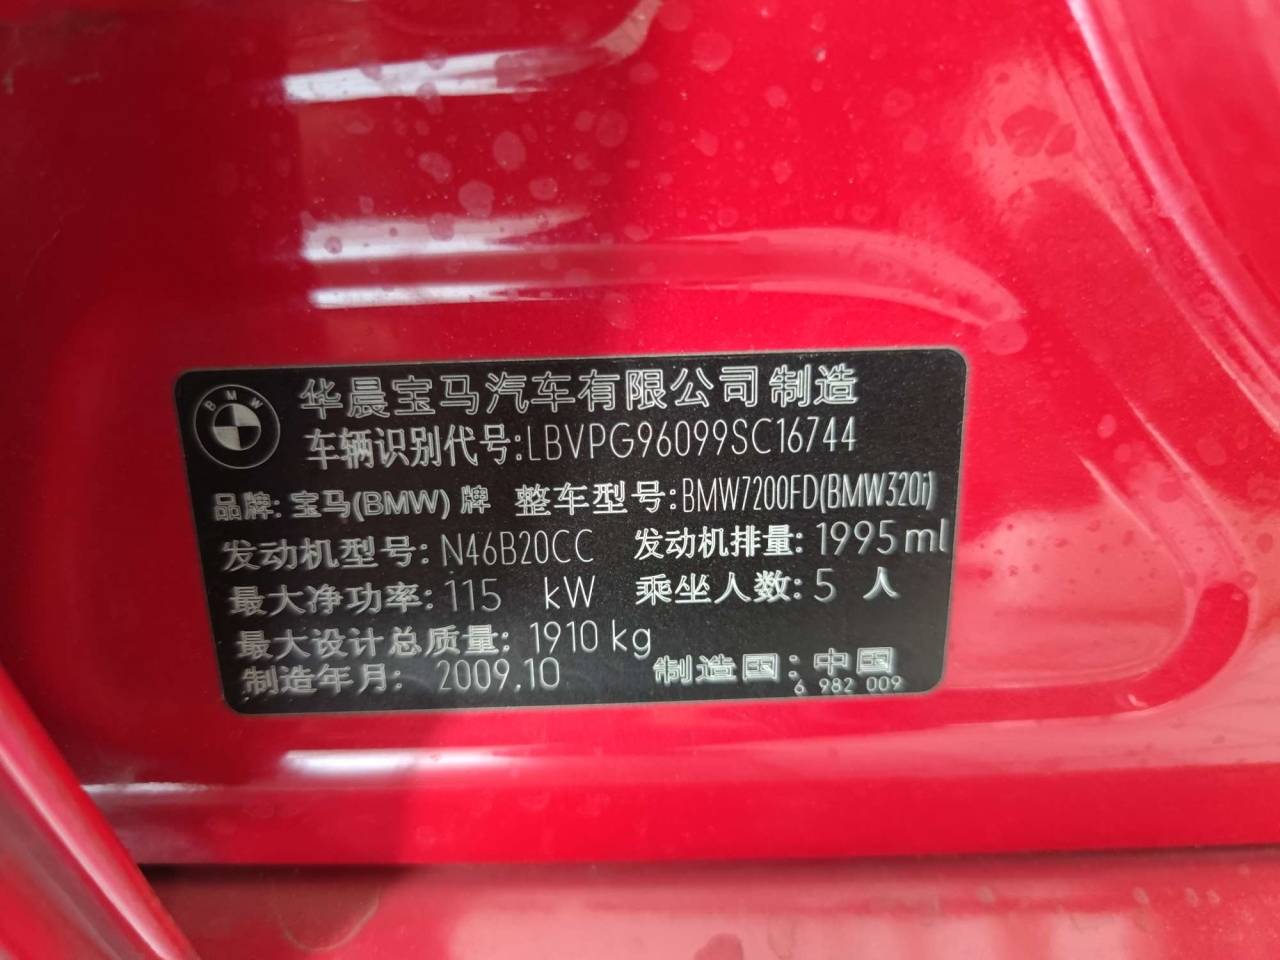 BMW
华晨宝马汽车有限公司制造
车辆识别代号:LBVPG96099SC16744
品牌: 宝马(BMW) 牌 整车型号:BMW7200FD(BMW320i)
发动机型号: N46B20CC 发动机排量: 1995 ml
最大净功率: 115 kW 乘坐人数: 5 人
最大设计总质量: 1910 kg
制造年月: 2009.10 制造国: 中国
6 982 009